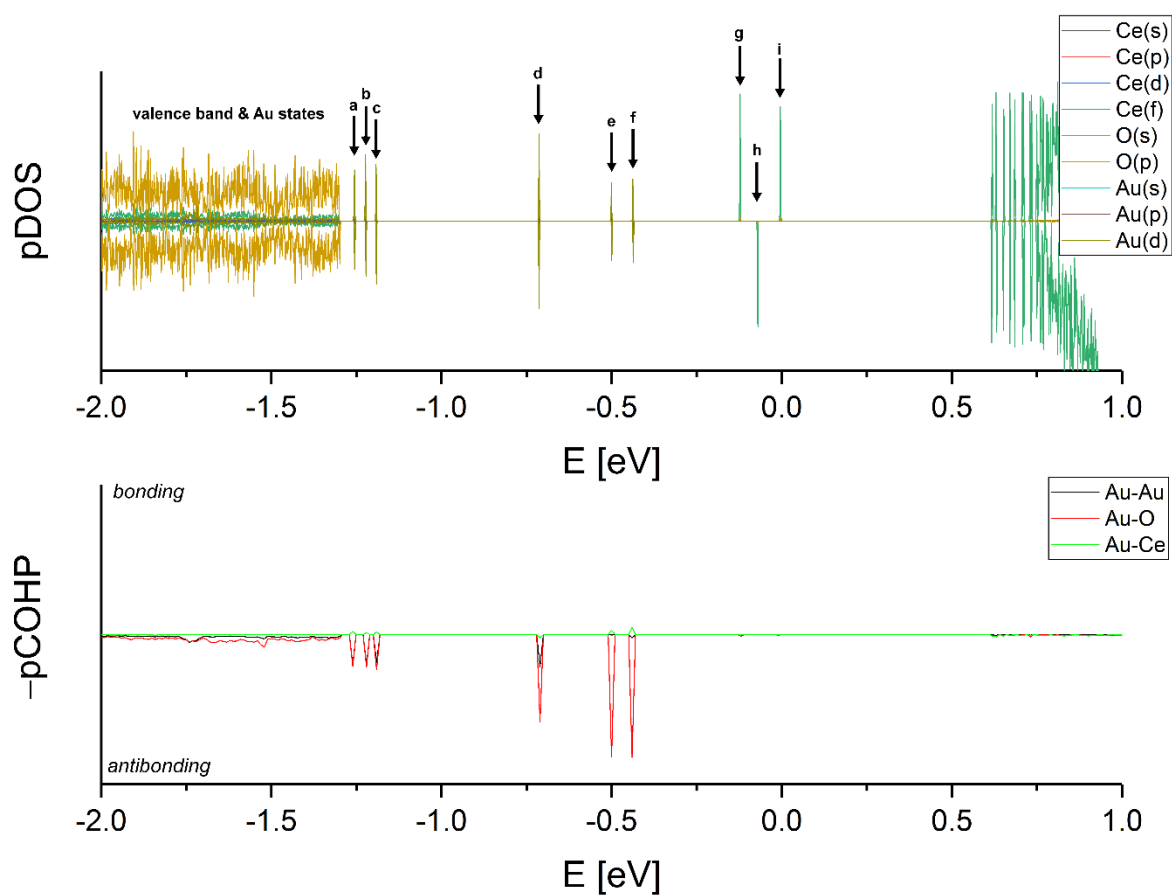 g
i
d
b
valence band & Au states
a
c
e
f
h
Ce(s)
Ce(p)
Ce(d)
Ce(f)
O(s)
O(p)
Au(s)
Au(p)
Au(d)
pDOS
-2.0 -1.5 -1.0 -0.5 0.0 0.5 1.0
E [eV]
bonding
Au-Au
Au-O
Au-Ce
−pCOHP
antibonding
-2.0 -1.5 -1.0 -0.5 0.0 0.5 1.0
E [eV]